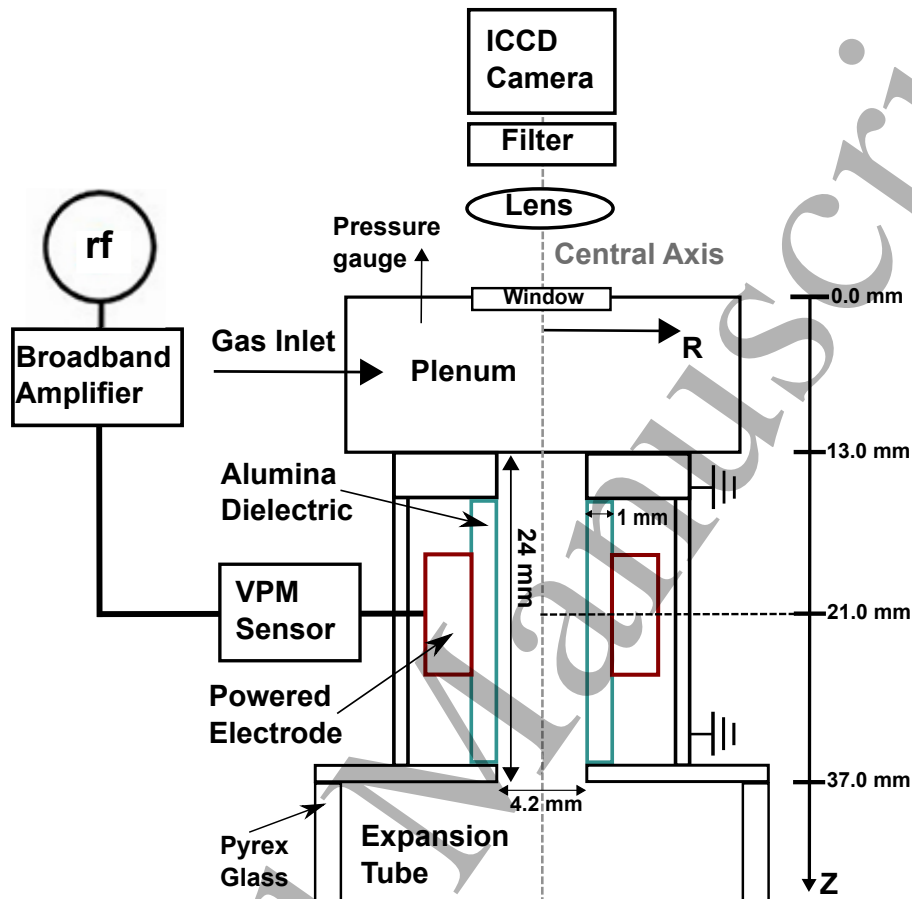 ICCD
Camera
Filter
Lens
Central Axis
rf
Broadband
Amplifier
Pressure
gauge
Window
0.0 mm
Gas Inlet
R
Plenum
13.0 mm
Alumina
Dielectric
24 mm
1 mm
VPM
Sensor
21.0 mm
Powered
Electrode
37.0 mm
4.2 mm
Pyrex
Glass
Expansion
Tube
Z
Manuscri